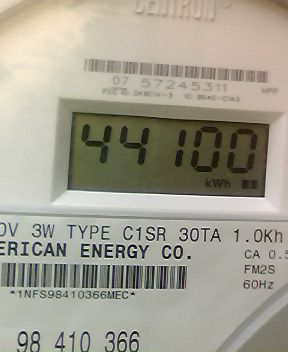 CENTRON®
07 57245311
44100
kWh
0V 3W TYPE C1SR 30TA 1.0Kh
ERICAN ENERGY CO.
CA 0.5
FM2S
60Hz
*1NFS98410366MEC*
98 410 366